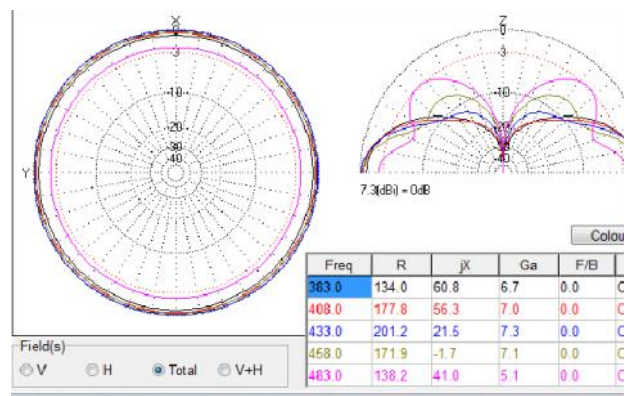 X
0
-3
-10
-20
-30
-40
Y
Z
0
-3
-10
-40
7.3(dBi) = 0dB
Colou
Freq R jX Ga F/B
383.0 134.0 60.8 6.7 0.0
408.0 177.8 56.3 7.0 0.0
433.0 201.2 21.5 7.3 0.0
458.0 171.9 -1.7 7.1 0.0
483.0 138.2 41.0 5.1 0.0
Field(s)
V H Total V+H